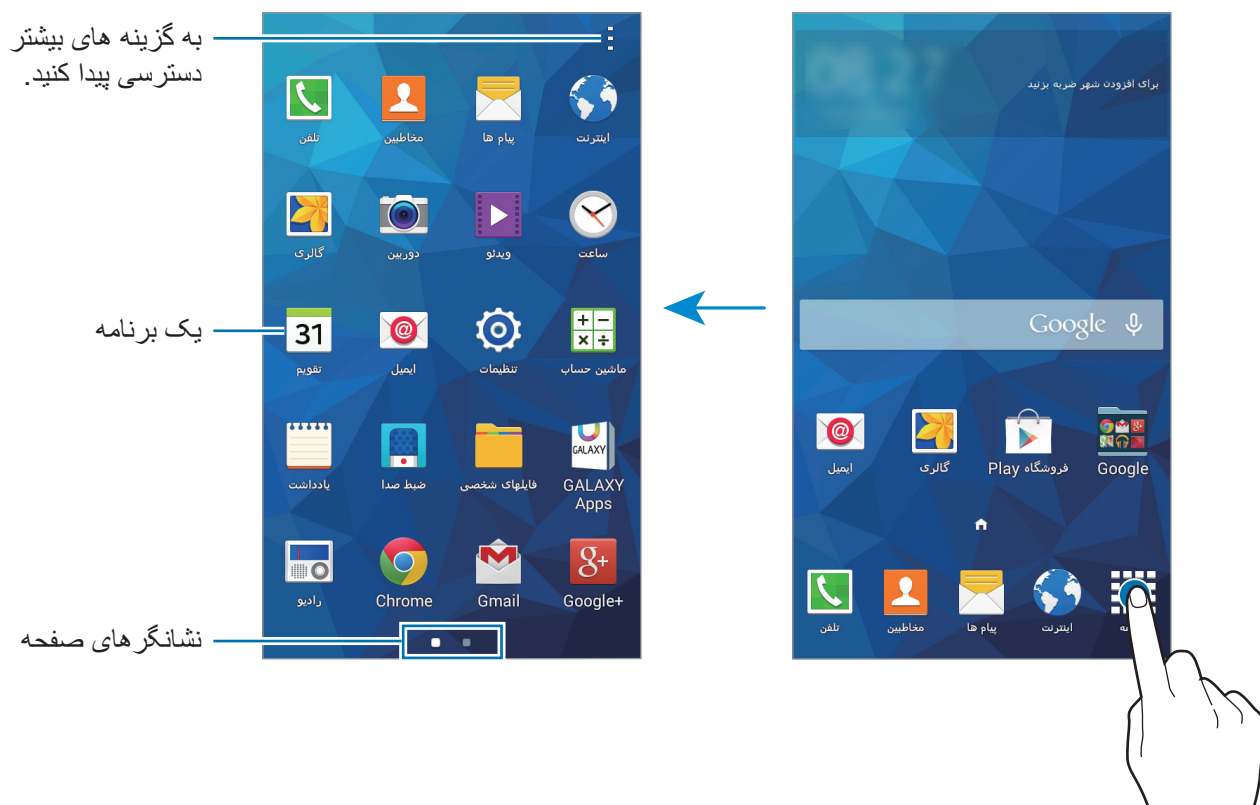 برای افزودن شهر ضربه بزنید
Google
Google فروشگاه Play گالری ایمیل
اینترنت پیام ها مخاطبین تلفن
به گزینه های بیشتر
دسترسی پیدا کنید.
اینترنت پیام ها مخاطبین تلفن
ساعت ویدئو دوربین گالری
یک برنامه
31
ماشین حساب تنظیمات ایمیل تقویم
GALAXY
GALAXY Apps فایلهای شخصی ضبط صدا یادداشت
Google+ Gmail Chrome رادیو
نشانگرهای صفحه